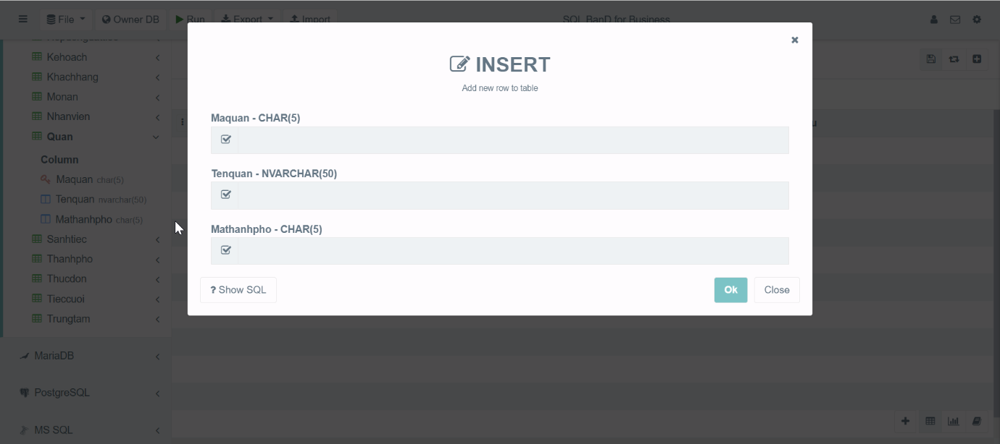 File
Owner DB
Run
Export
Import
SQL BanD for Business
INSERT
Add new row to table
Maquan - CHAR(5)
Tenquan - NVARCHAR(50)
Mathanhpho - CHAR(5)
? Show SQL
Ok
Close
Kehoach
Khachhang
Monan
Nhanvien
Quan
Column
Maquan char(5)
Tenquan nvarchar(50)
Mathanhpho char(5)
Sanhtiec
Thanhpho
Thucdon
Tieccuoi
Trungtam
MariaDB
PostgreSQL
MS SQL